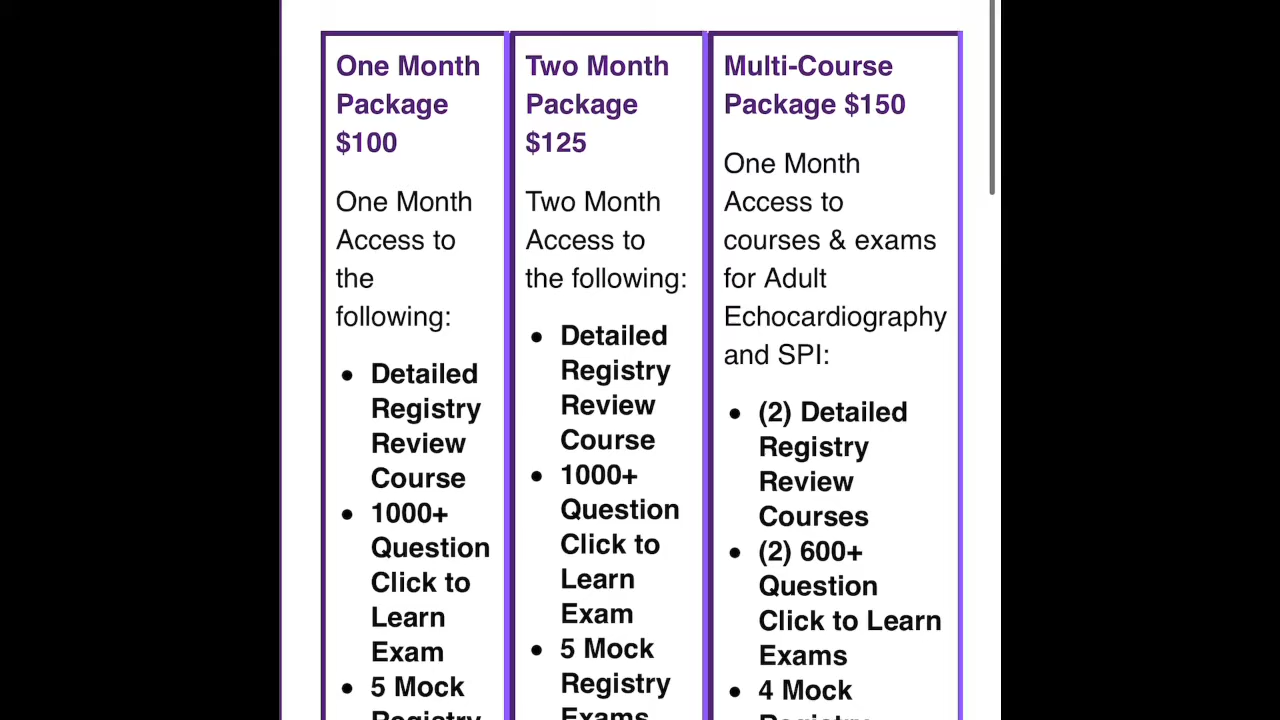 One Month
Package
$100
One Month
Access to
the
following:
Detailed
Registry
Review
Course
1000+
Question
Click to
Learn
Exam
5 Mock
Registry
Two Month
Package
$125
Two Month
Access to
the following:
Detailed
Registry
Review
Course
1000+
Question
Click to
Learn
Exam
5 Mock
Registry
Exams
Multi-Course
Package $150
One Month
Access to
courses & exams
for Adult
Echocardiography
and SPI:
(2) Detailed
Registry
Review
Courses
(2) 600+
Question
Click to Learn
Exams
4 Mock
Registry